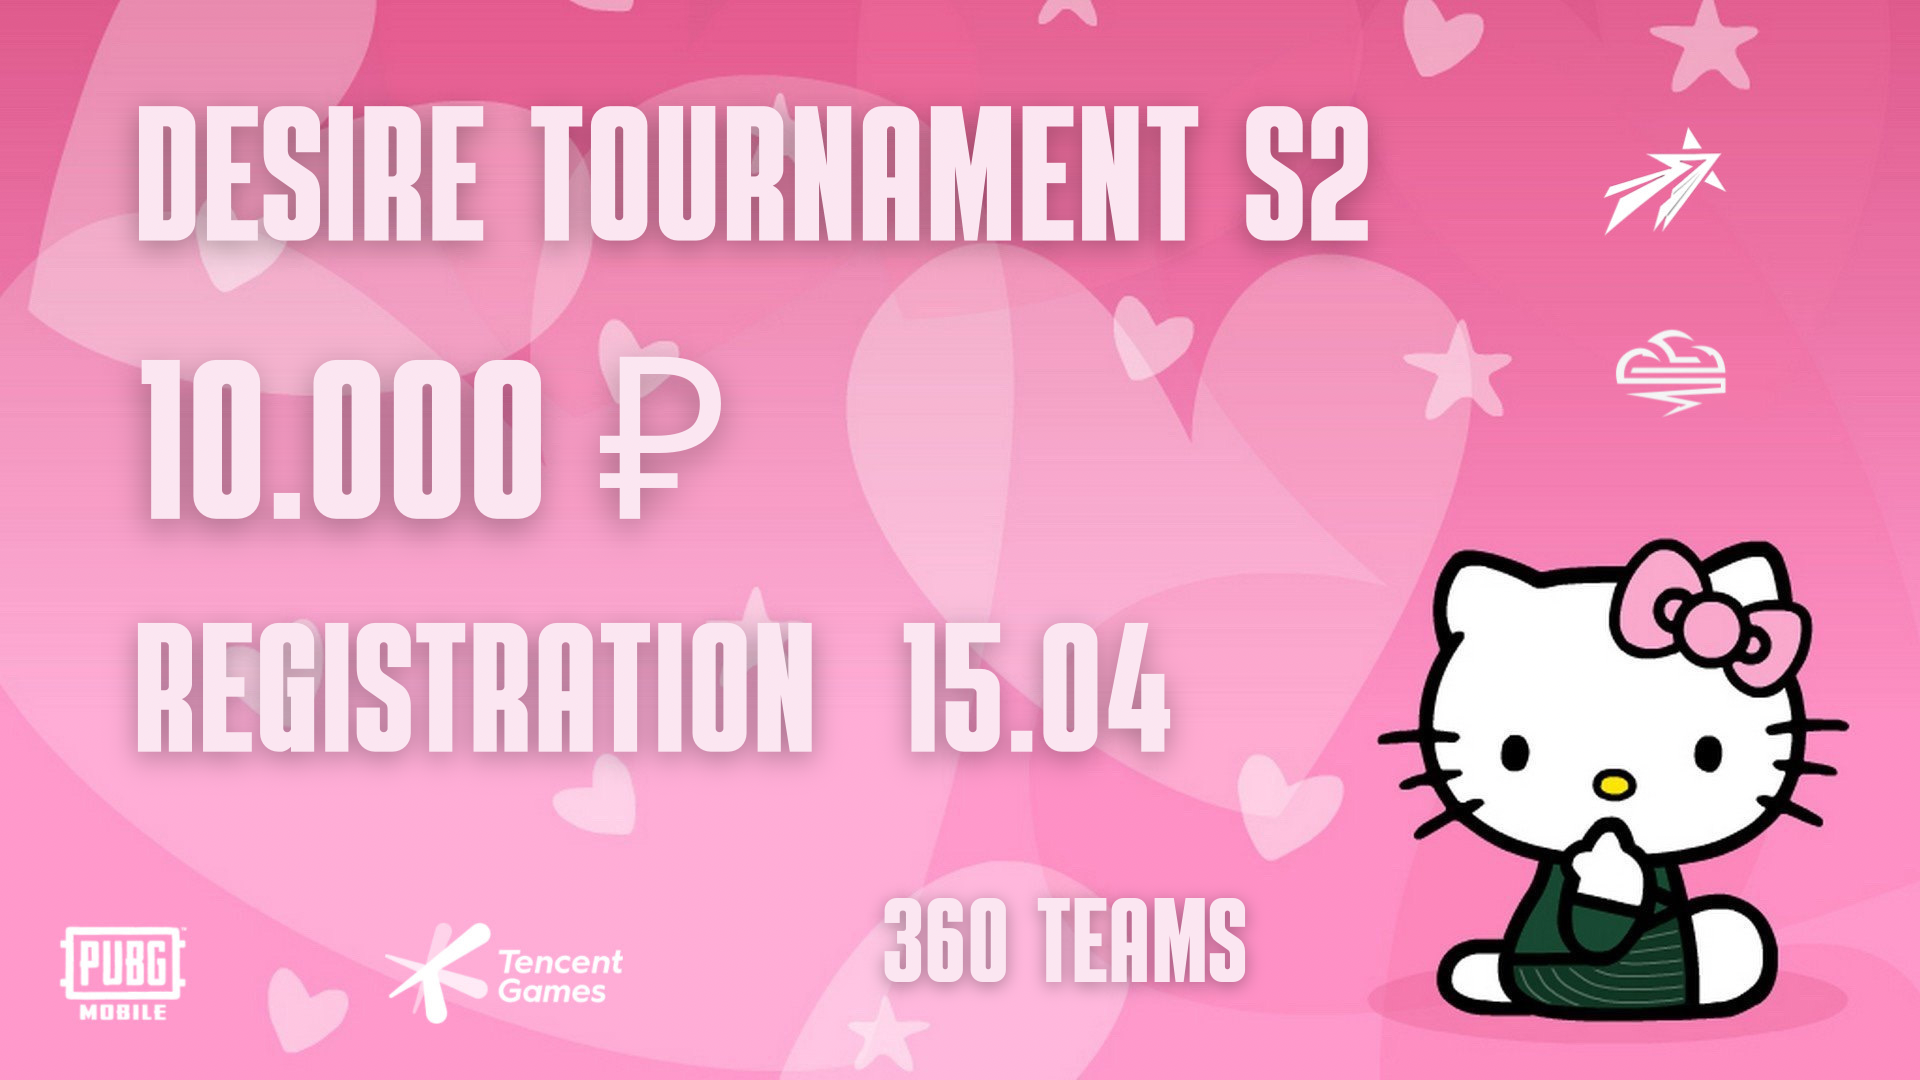 DESIRE TOURNAMENT S2
10.000 ₽
REGISTRATION 15.04
360 TEAMS
PUBG
MOBILE
Tencent
Games